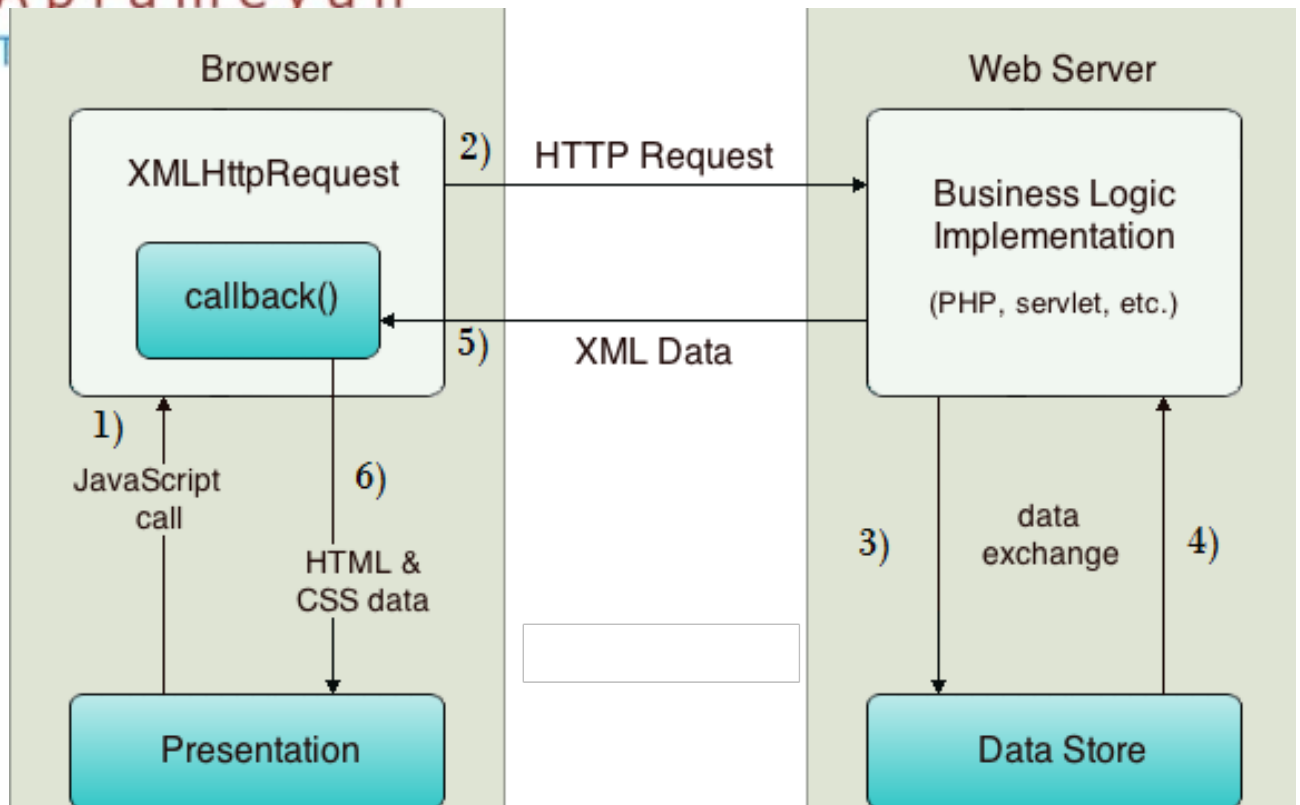 Browser
Web Server
XMLHttpRequest
callback()
2)
HTTP Request
Business Logic
Implementation
(PHP, servlet, etc.)
5)
XML Data
1)
JavaScript
call
6)
HTML &
CSS data
3)
data
exchange
4)
Presentation
Data Store